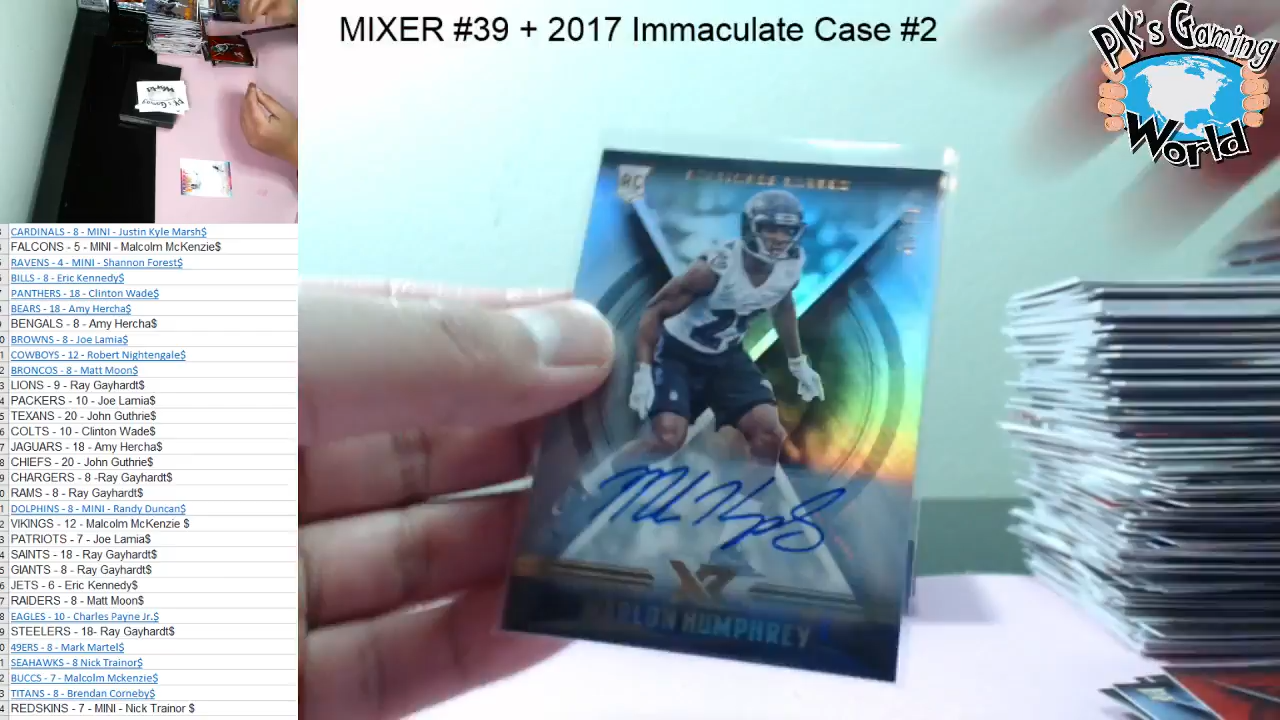 MIXER #39 + 2017 Immaculate Case #2
PK's Gaming
World
CARDINALS - 8 - MINI - Justin Kyle Marsh$
FALCONS - 5 - MINI - Malcolm McKenzie$
RAVENS - 4 - MINI - Shannon Forest$
BILLS - 8 - Eric Kennedy$
PANTHERS - 18 - Clinton Wade$
BEARS - 18 - Amy Hercha$
BENGALS - 8 - Amy Hercha$
BROWNS - 8 - Joe Lamia$
COWBOYS - 12 - Robert Nightengale$
BRONCOS - 8 - Matt Moon$
LIONS - 9 - Ray Gayhardt$
PACKERS - 10 - Joe Lamia$
TEXANS - 20 - John Guthrie$
COLTS - 10 - Clinton Wade$
JAGUARS - 18 - Amy Hercha$
CHIEFS - 20 - John Guthrie$
CHARGERS - 8 -Ray Gayhardt$
RAMS - 8 - Ray Gayhardt$
DOLPHINS - 8 - MINI - Randy Duncan$
VIKINGS - 12 - Malcolm McKenzie $
PATRIOTS - 7 - Joe Lamia$
SAINTS - 18 - Ray Gayhardt$
GIANTS - 8 - Ray Gayhardt$
JETS - 6 - Eric Kennedy$
RAIDERS - 8 - Matt Moon$
EAGLES - 10 - Charles Payne Jr.$
STEELERS - 18- Ray Gayhardt$
49ERS - 8 - Mark Martel$
SEAHAWKS - 8 Nick Trainor$
BUCCS - 7 - Malcolm Mckenzie$
TITANS - 8 - Brendan Corneby$
REDSKINS - 7 - MINI - Nick Trainor $
RC
XR
HUMPHREY